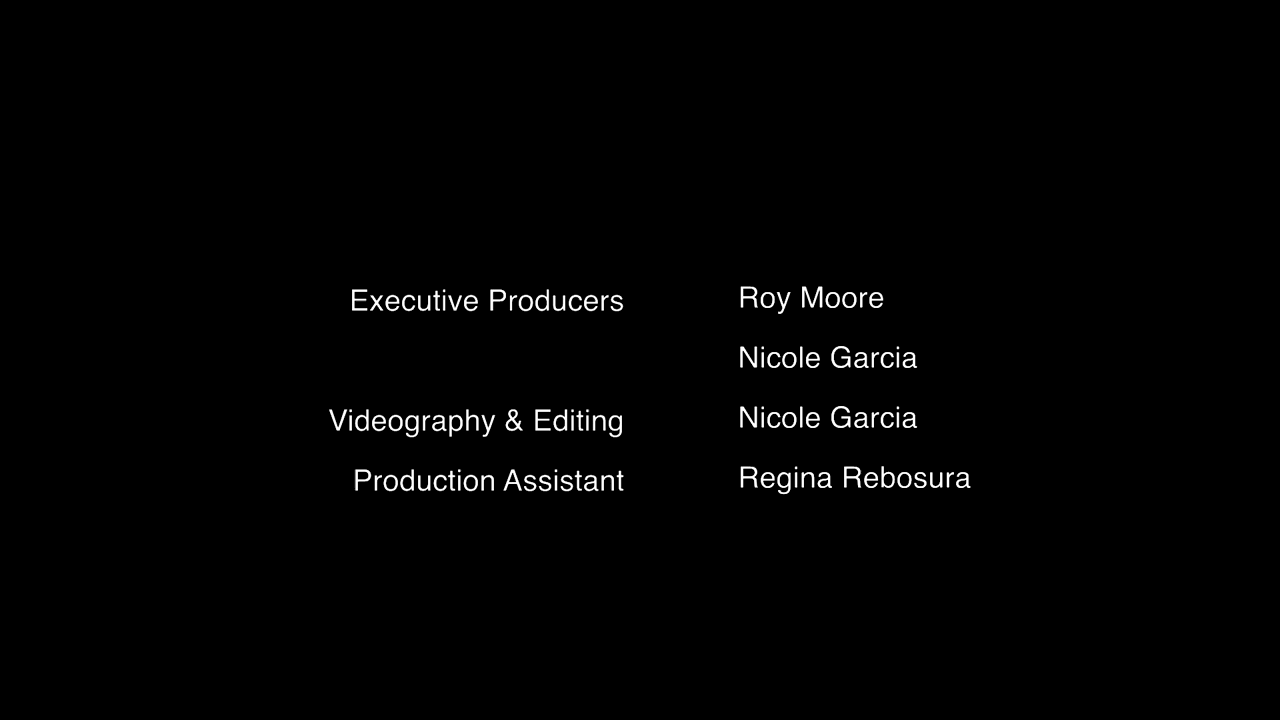 Executive Producers Roy Moore
Nicole Garcia
Videography & Editing Nicole Garcia
Production Assistant Regina Rebosura